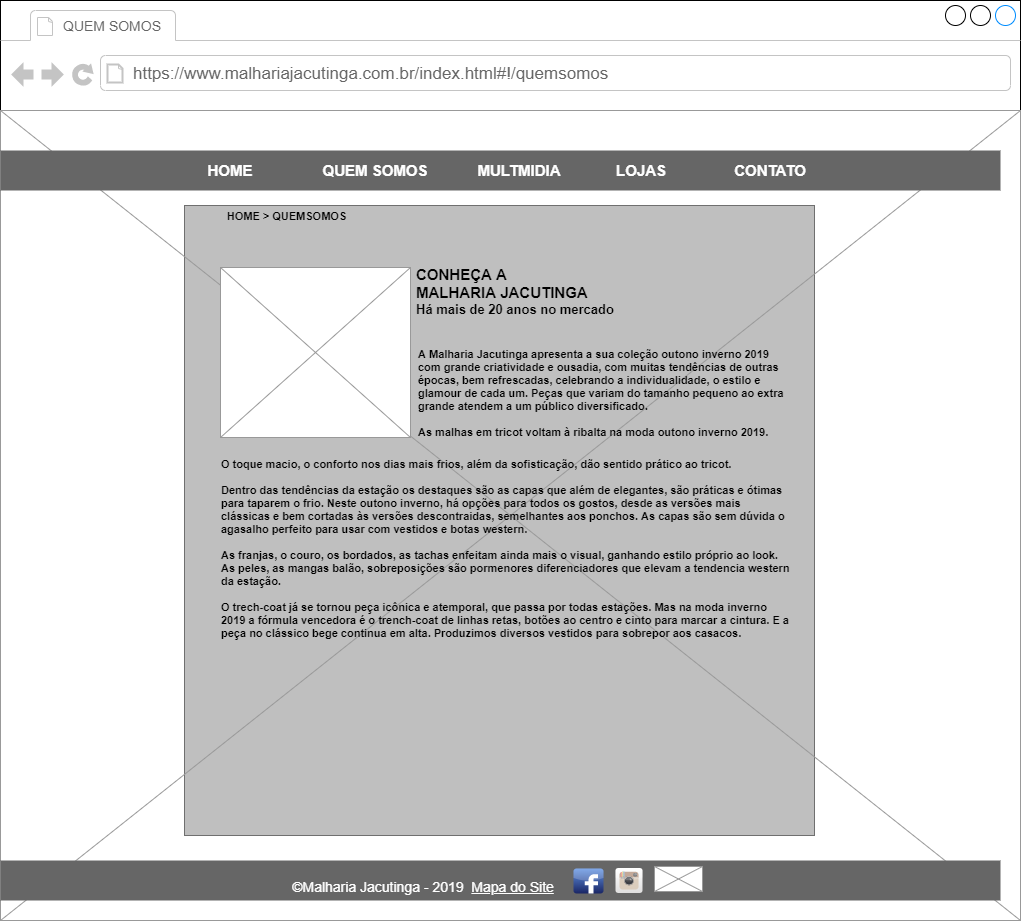 QUEM SOMOS
https://www.malhariajacutinga.com.br/index.html#!/quemsomos
HOME QUEM SOMOS MULTMIDIA LOJAS CONTATO
HOME > QUEMSOMOS
CONHEÇA A
MALHARIA JACUTINGA
Há mais de 20 anos no mercado
A Malharia Jacutinga apresenta a sua coleção outono inverno 2019
com grande criatividade e ousadia, com muitas tendências de outras
épocas, bem refrescadas, celebrando a individualidade, o estilo e
glamour de cada um. Peças que variam do tamanho pequeno ao extra
grande atendem a um público diversificado.
As malhas em tricot voltam à ribalta na moda outono inverno 2019.
O toque macio, o conforto nos dias mais frios, além da sofisticação, dão sentido prático ao tricot.
Dentro das tendências da estação os destaques são as capas que além de elegantes, são práticas e ótimas
para taparem o frio. Neste outono inverno, há opções para todos os gostos, desde as versões mais
clássicas e bem cortadas às versões descontraidas, semelhantes aos ponchos. As capas são sem dúvida o
agasalho perfeito para usar com vestidos e botas western.
As franjas, o couro, os bordados, as tachas enfeitam ainda mais o visual, ganhando estilo próprio ao look.
As peles, as mangas balão, sobreposições são pormenores diferenciadores que elevam a tendencia western
da estação.
O trech-coat já se tornou peça icônica e atemporal, que passa por todas estações. Mas na moda inverno
2019 a fórmula vencedora é o trench-coat de linhas retas, botões ao centro e cinto para marcar a cintura. E a
peça no clássico bege continua em alta. Produzimos diversos vestidos para sobrepor aos casacos.
©Malharia Jacutinga - 2019 Mapa do Site